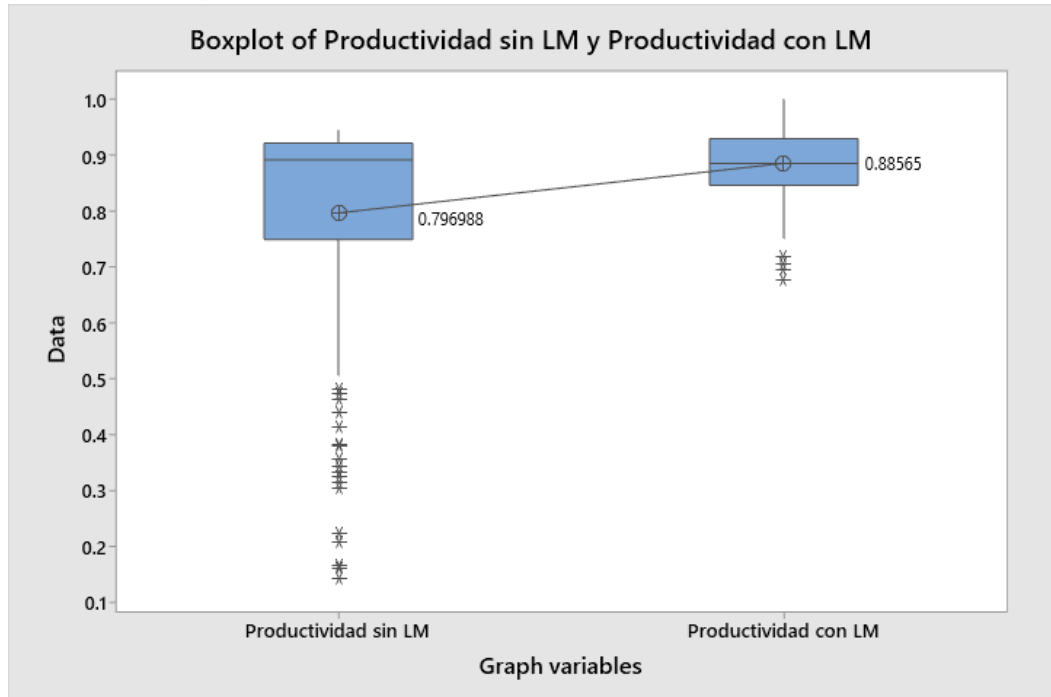 Boxplot of Productividad sin LM y Productividad con LM
Data
1.0
0.9
0.8
0.7
0.6
0.5
0.4
0.3
0.2
0.1
0.796988
0.88565
Productividad sin LM
Productividad con LM
Graph variables